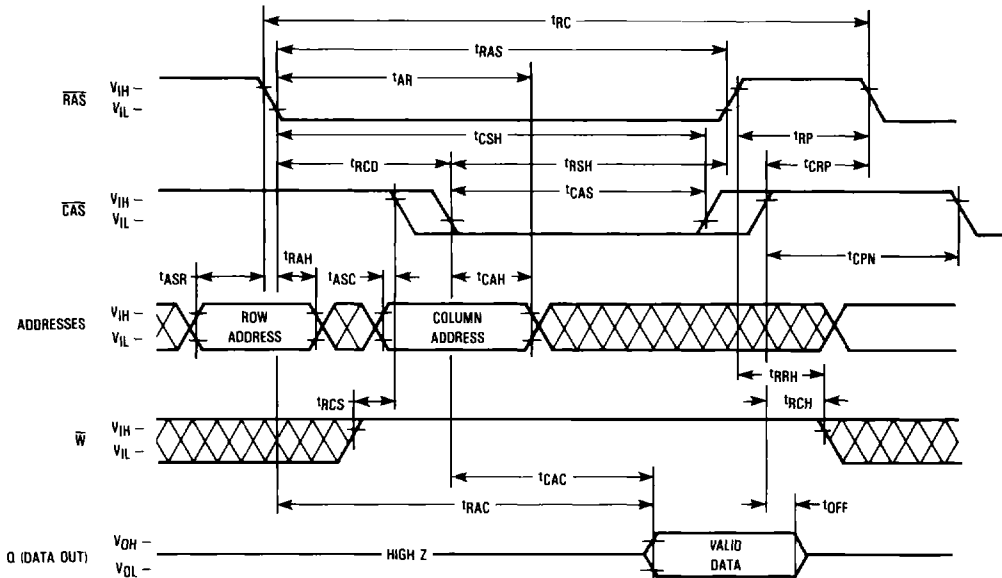 tRC
tRAS
tAR
RAS
VIH
VIL
tCSH
tRP
tRCD
tRSH
tCRP
CAS
VIH
VIL
tCAS
tCPN
tASR
tRAH
tASC
tCAH
ADDRESSES
VIH
VIL
ROW
ADDRESS
COLUMN
ADDRESS
tRRH
tRCS
tRCH
W
VIH
VIL
tCAC
tRAC
tOFF
Q (DATA OUT)
VOH
VOL
HIGH Z
VALID
DATA